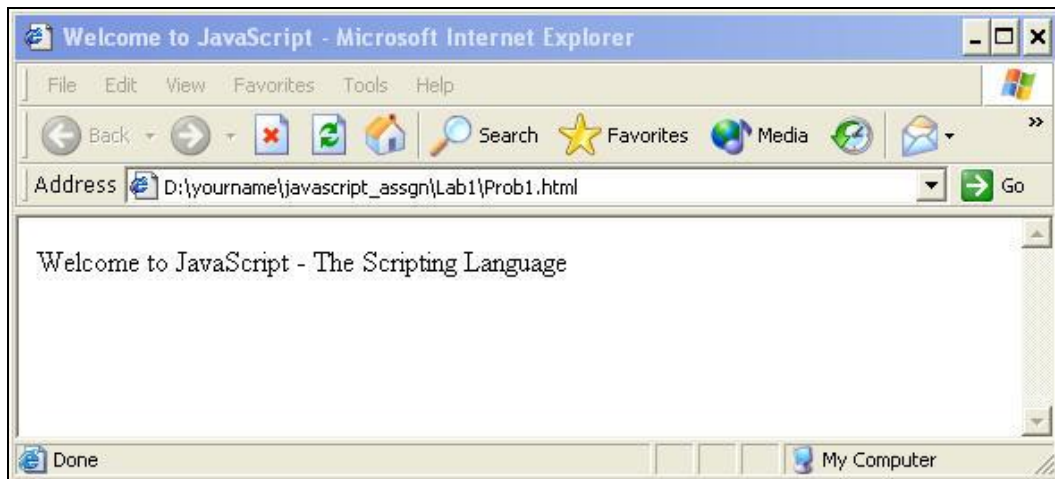 Welcome to JavaScript - Microsoft Internet Explorer
File Edit View Favorites Tools Help
Back Search Favorites Media »
Address D:\yourname\javascript_assgn\Lab1\Prob1.html Go
Welcome to JavaScript - The Scripting Language
Done My Computer